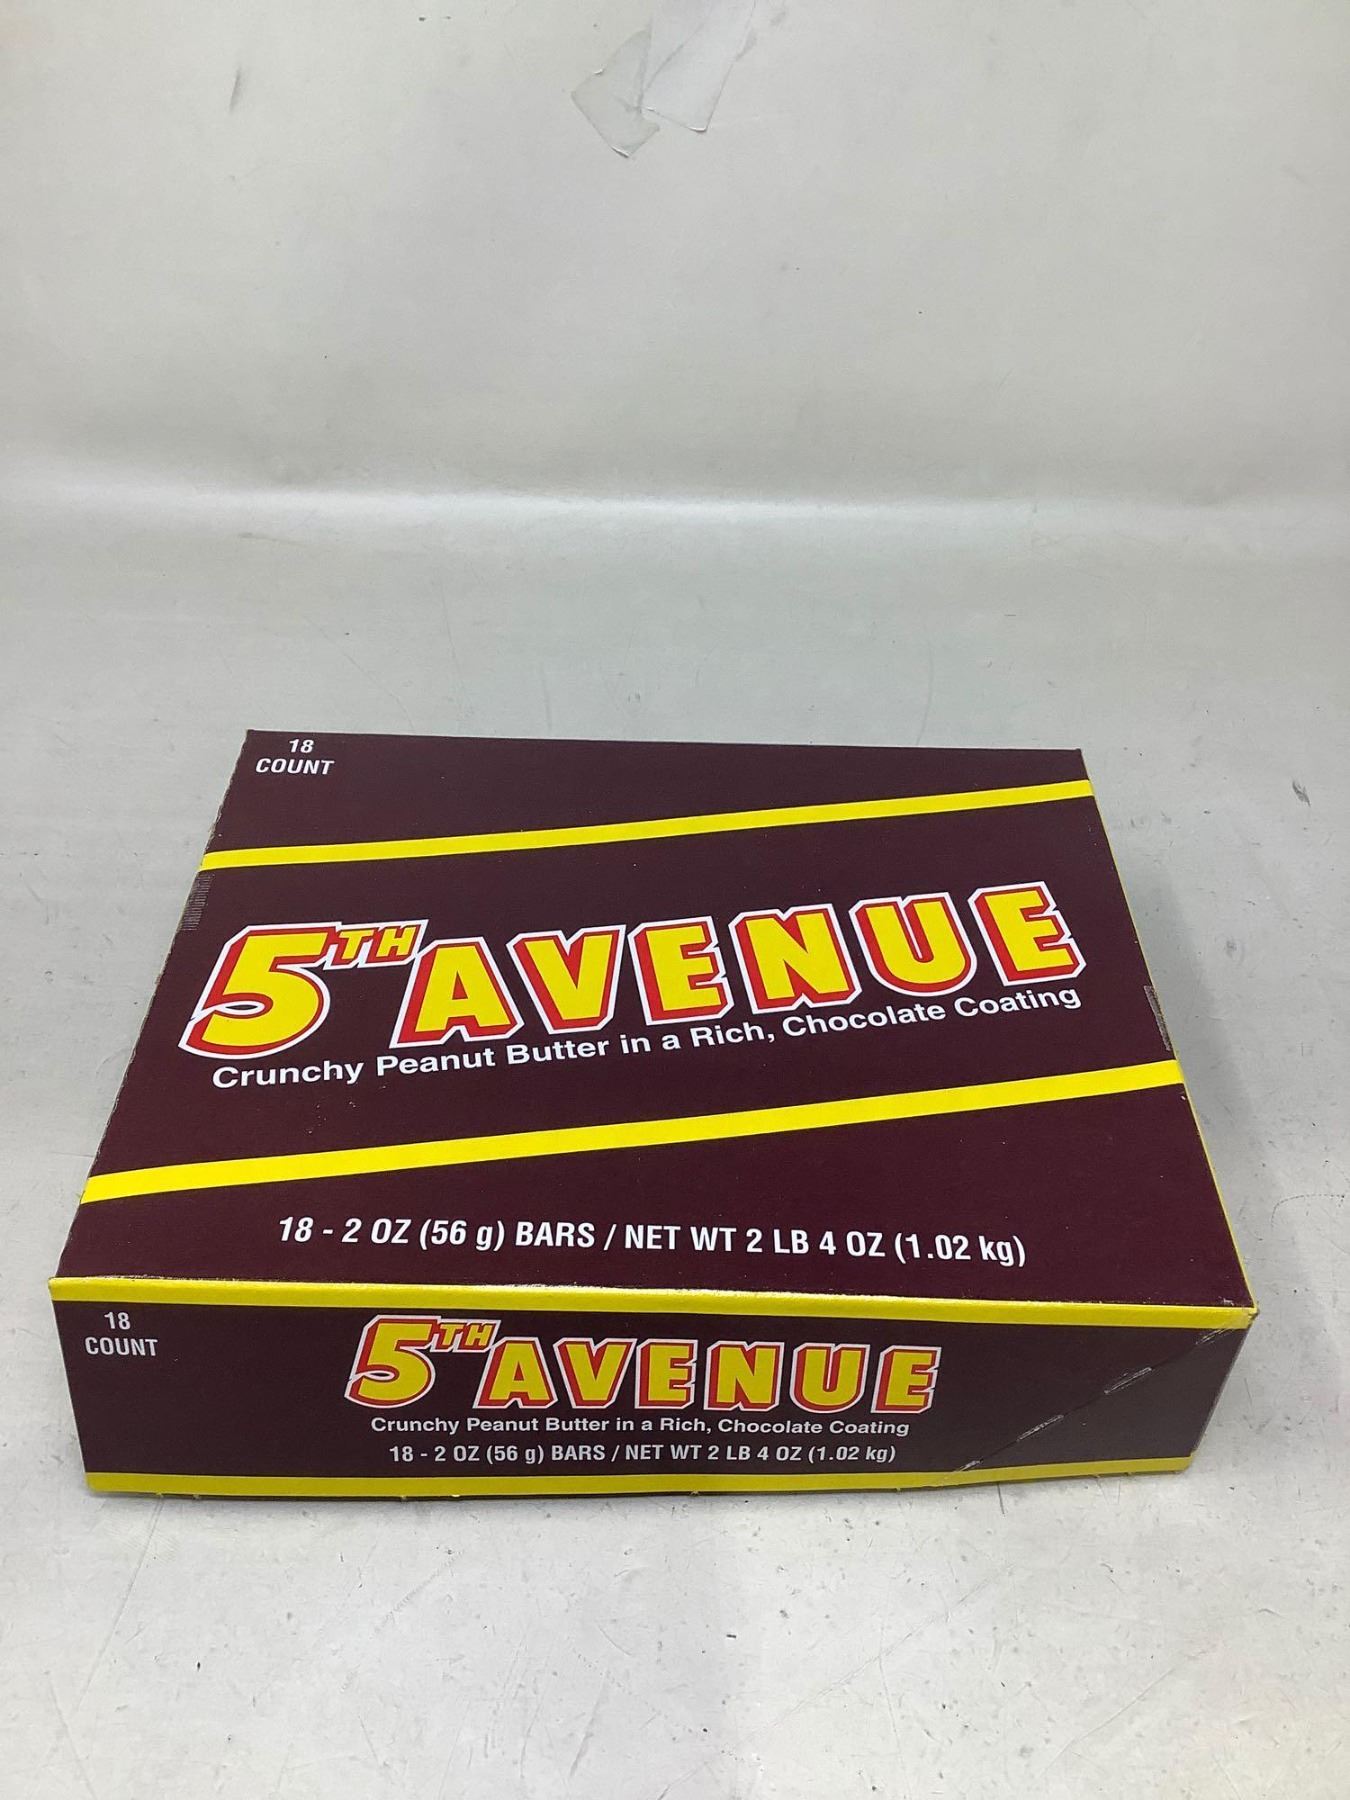 18
COUNT
5TH AVENUE
Crunchy Peanut Butter in a Rich, Chocolate Coating
18 - 2 OZ (56 g) BARS / NET WT 2 LB 4 OZ (1.02 kg)
18
COUNT
5TH AVENUE
Crunchy Peanut Butter in a Rich, Chocolate Coating
18 - 2 OZ (56 g) BARS / NET WT 2 LB 4 OZ (1.02 kg)